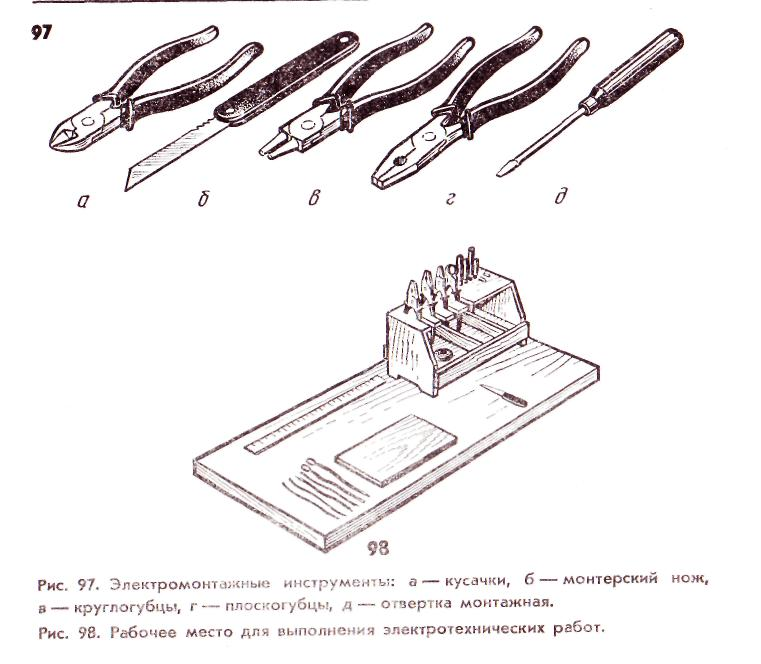 97
а б в г д
98
Рис. 97. Электромонтажные инструменты: а — кусачки, б — монтерский нож,
в — круглогубцы, г — плоскогубцы, д — отвертка монтажная.
Рис. 98. Рабочее место для выполнения электротехнических работ.